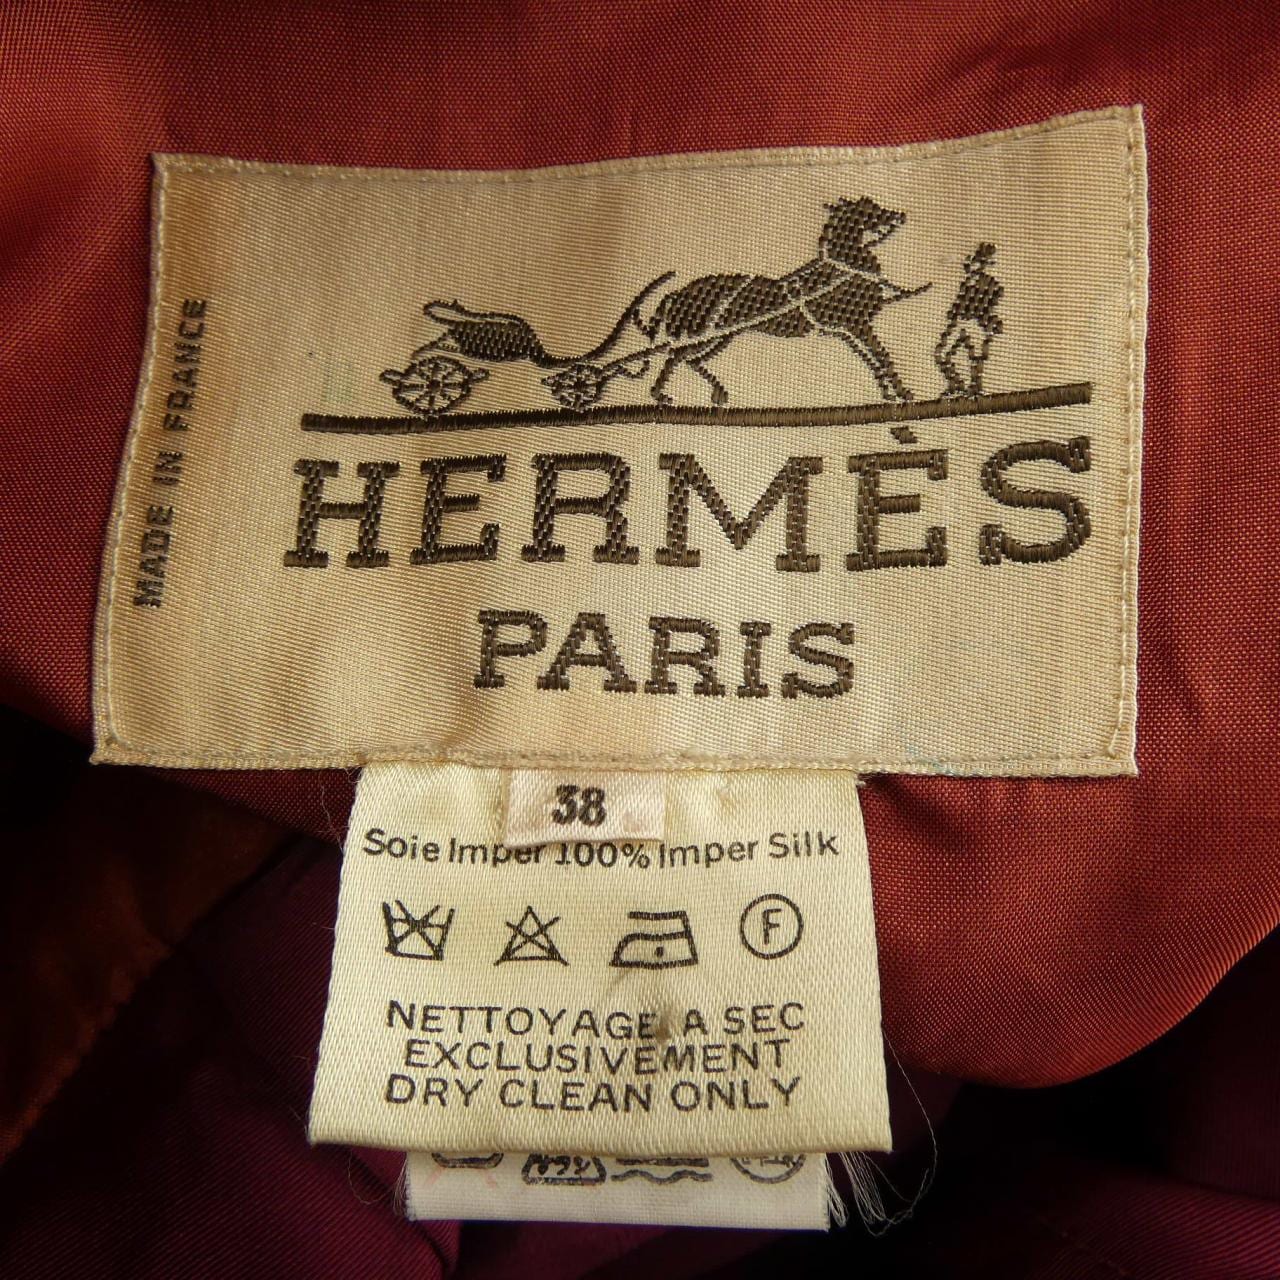 MADE IN FRANCE
HERMÈS
PARIS
38
Soie Imper 100% Imper Silk
F
NETTOYAGE A SEC
EXCLUSIVEMENT
DRY CLEAN ONLY